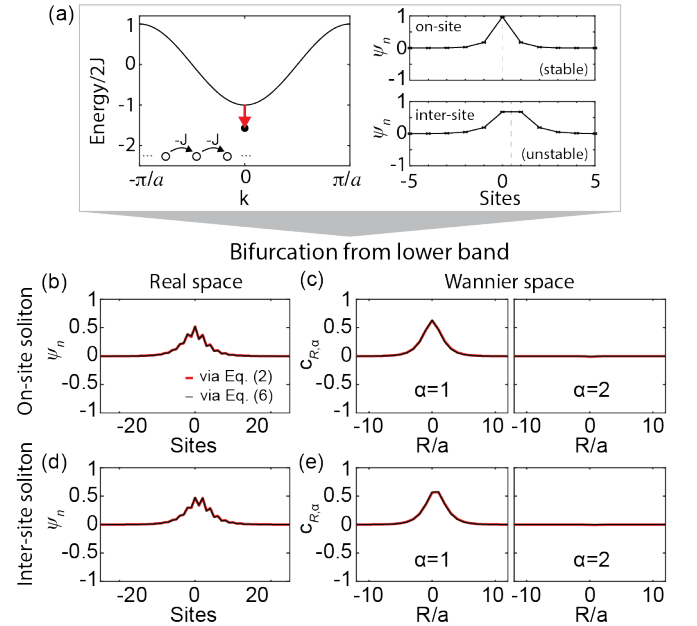 (a)
Energy/2J
1
0
-1
-2
-J -J
... ...
-π/a 0 π/a
k
ψn
1
0
-1
on-site
(stable)
ψn
1
0
-1
inter-site
(unstable)
-5 0 5
Sites
Bifurcation from lower band
(b) Real space
(c) Wannier space
On-site soliton
ψn
1
0.5
0
-0.5
-1
via Eq. (2)
via Eq. (6)
-20 0 20
Sites
cR,α
1
0.5
0
-0.5
-1
α=1
-10 0 10
R/a
α=2
-10 0 10
R/a
(d)
(e)
Inter-site soliton
ψn
1
0.5
0
-0.5
-1
-20 0 20
Sites
cR,α
1
0.5
0
-0.5
-1
α=1
-10 0 10
R/a
α=2
-10 0 10
R/a